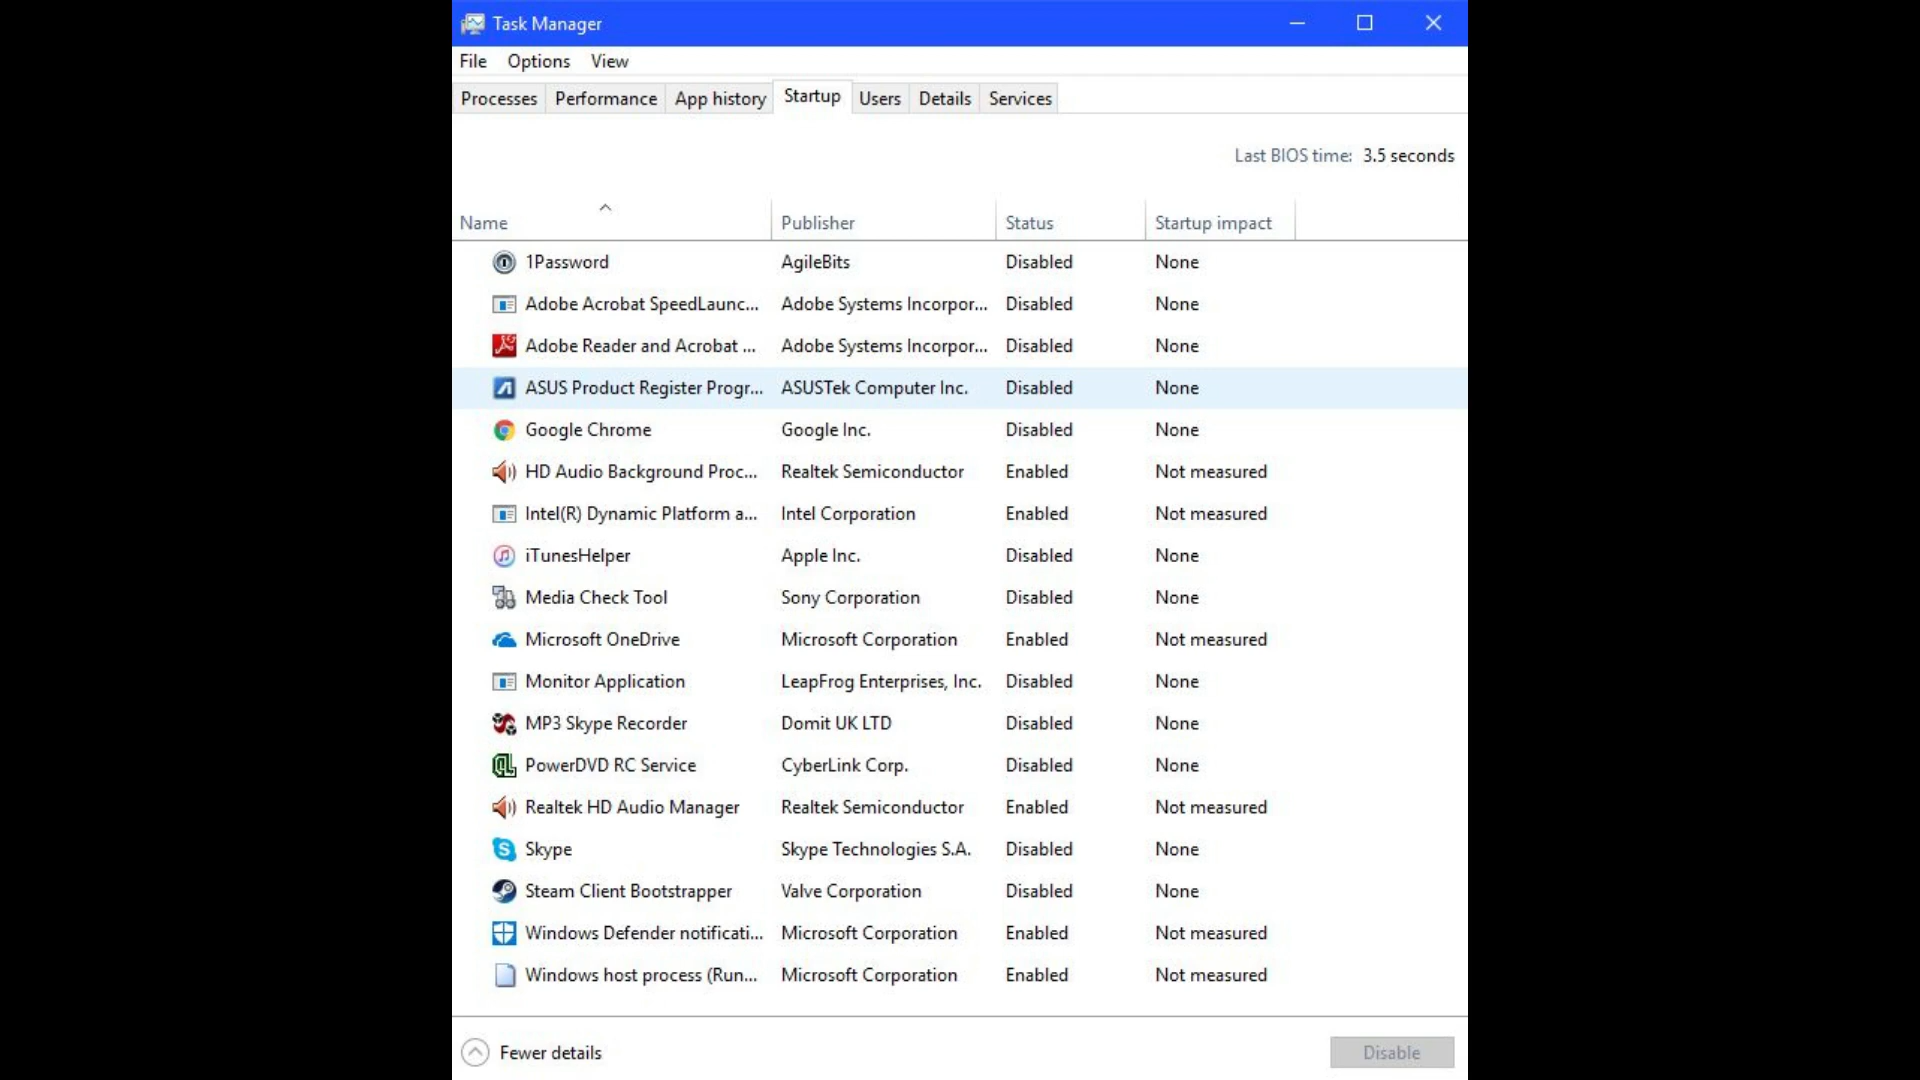 Task Manager
File Options View
Processes Performance App history Startup Users Details Services
Last BIOS time: 3.5 seconds
Name Publisher Status Startup impact
1Password AgileBits Disabled None
Adobe Acrobat SpeedLaunc... Adobe Systems Incorpor... Disabled None
Adobe Reader and Acrobat ... Adobe Systems Incorpor... Disabled None
ASUS Product Register Progr... ASUSTek Computer Inc. Disabled None
Google Chrome Google Inc. Disabled None
HD Audio Background Proc... Realtek Semiconductor Enabled Not measured
Intel(R) Dynamic Platform a... Intel Corporation Enabled Not measured
iTunesHelper Apple Inc. Disabled None
Media Check Tool Sony Corporation Disabled None
Microsoft OneDrive Microsoft Corporation Enabled Not measured
Monitor Application LeapFrog Enterprises, Inc. Disabled None
MP3 Skype Recorder Domit UK LTD Disabled None
PowerDVD RC Service CyberLink Corp. Disabled None
Realtek HD Audio Manager Realtek Semiconductor Enabled Not measured
Skype Skype Technologies S.A. Disabled None
Steam Client Bootstrapper Valve Corporation Disabled None
Windows Defender notificati... Microsoft Corporation Enabled Not measured
Windows host process (Run... Microsoft Corporation Enabled Not measured
Fewer details Disable